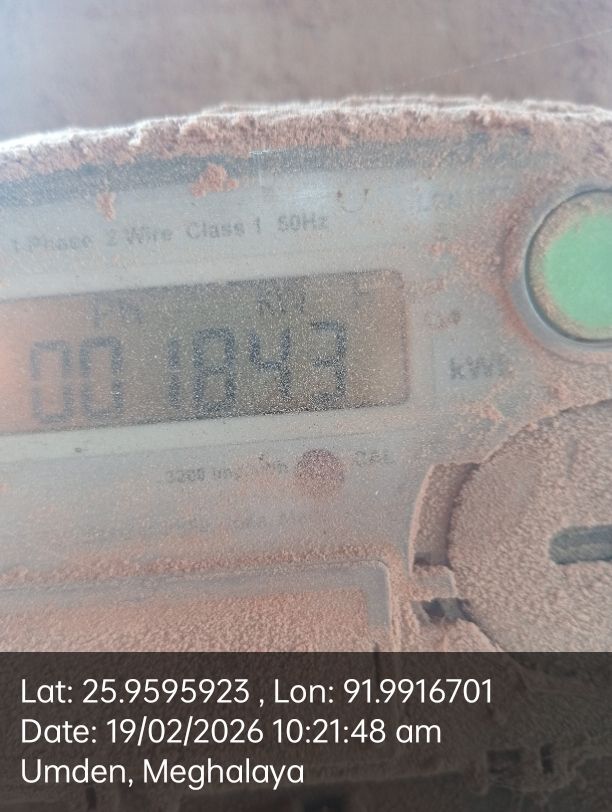 1 Phase 2 Wire Class 1 50Hz
001843
kWh
CAL
Lat: 25.9595923 , Lon: 91.9916701
Date: 19/02/2026 10:21:48 am
Umden, Meghalaya